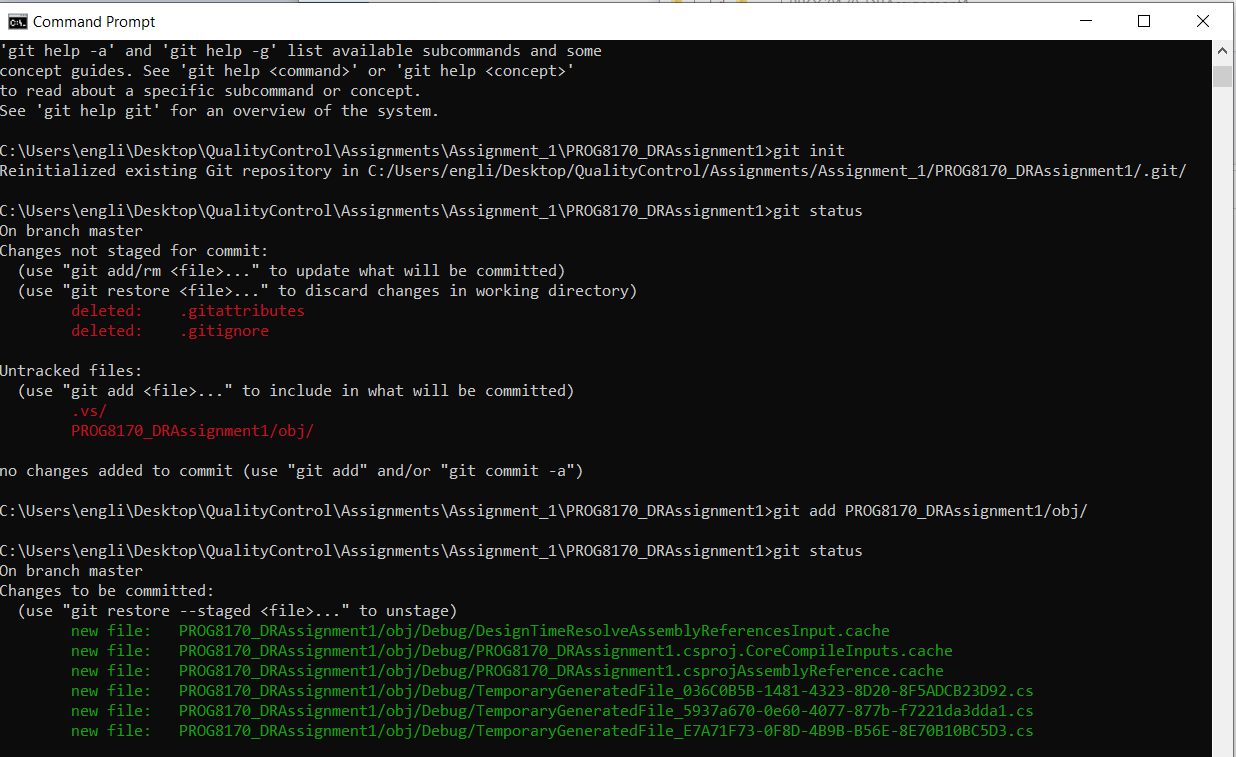 Command Prompt
'git help -a' and 'git help -g' list available subcommands and some
concept guides. See 'git help <command>' or 'git help <concept>'
to read about a specific subcommand or concept.
See 'git help git' for an overview of the system.
C:\Users\engli\Desktop\QualityControl\Assignments\Assignment_1\PROG8170_DRAssignment1>git init
Reinitialized existing Git repository in C:/Users/engli/Desktop/QualityControl/Assignments/Assignment_1/PROG8170_DRAssignment1/.git/
C:\Users\engli\Desktop\QualityControl\Assignments\Assignment_1\PROG8170_DRAssignment1>git status
On branch master
Changes not staged for commit:
  (use "git add/rm <file>..." to update what will be committed)
  (use "git restore <file>..." to discard changes in working directory)
        deleted:    .gitattributes
        deleted:    .gitignore
Untracked files:
  (use "git add <file>..." to include in what will be committed)
        .vs/
        PROG8170_DRAssignment1/obj/
no changes added to commit (use "git add" and/or "git commit -a")
C:\Users\engli\Desktop\QualityControl\Assignments\Assignment_1\PROG8170_DRAssignment1>git add PROG8170_DRAssignment1/obj/
C:\Users\engli\Desktop\QualityControl\Assignments\Assignment_1\PROG8170_DRAssignment1>git status
On branch master
Changes to be committed:
  (use "git restore --staged <file>..." to unstage)
        new file:   PROG8170_DRAssignment1/obj/Debug/DesignTimeResolveAssemblyReferencesInput.cache
        new file:   PROG8170_DRAssignment1/obj/Debug/PROG8170_DRAssignment1.csproj.CoreCompileInputs.cache
        new file:   PROG8170_DRAssignment1/obj/Debug/PROG8170_DRAssignment1.csprojAssemblyReference.cache
        new file:   PROG8170_DRAssignment1/obj/Debug/TemporaryGeneratedFile_036C0B5B-1481-4323-8D20-8F5ADCB23D92.cs
        new file:   PROG8170_DRAssignment1/obj/Debug/TemporaryGeneratedFile_5937a670-0e60-4077-877b-f7221da3dda1.cs
        new file:   PROG8170_DRAssignment1/obj/Debug/TemporaryGeneratedFile_E7A71F73-0F8D-4B9B-B56E-8E70B10BC5D3.cs